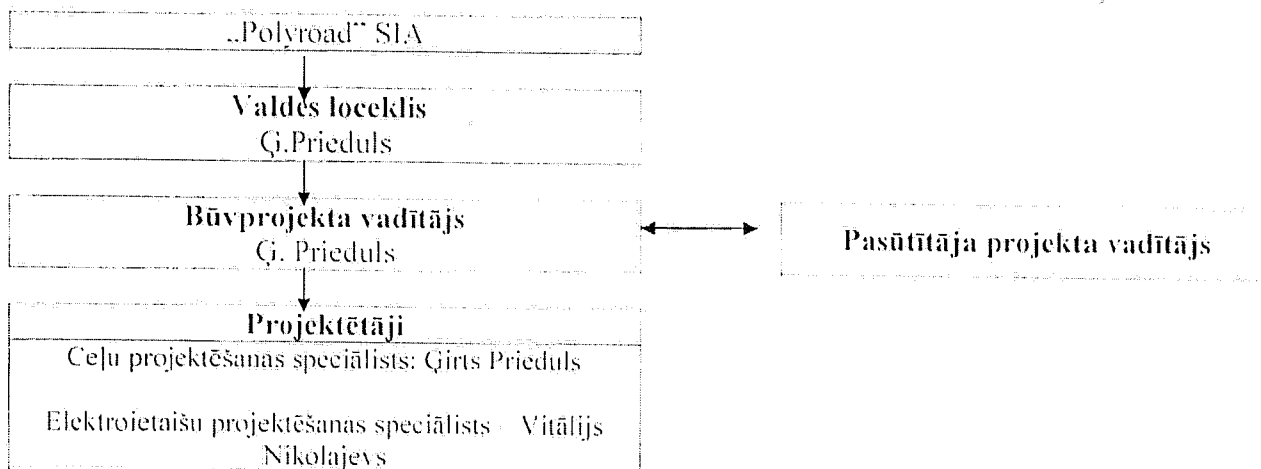 „Polyroad“ SIA
Valdes loceklis
Ģ.Prieduls
Būvprojekta vadītājs
Ģ. Prieduls
Pasūtītāja projekta vadītājs
Projektētāji
Ceļu projektēšanas speciālists: Ģirts Prieduls
Elektroietaišu projektēšanas speciālists – Vitālijs
Nikolajevs